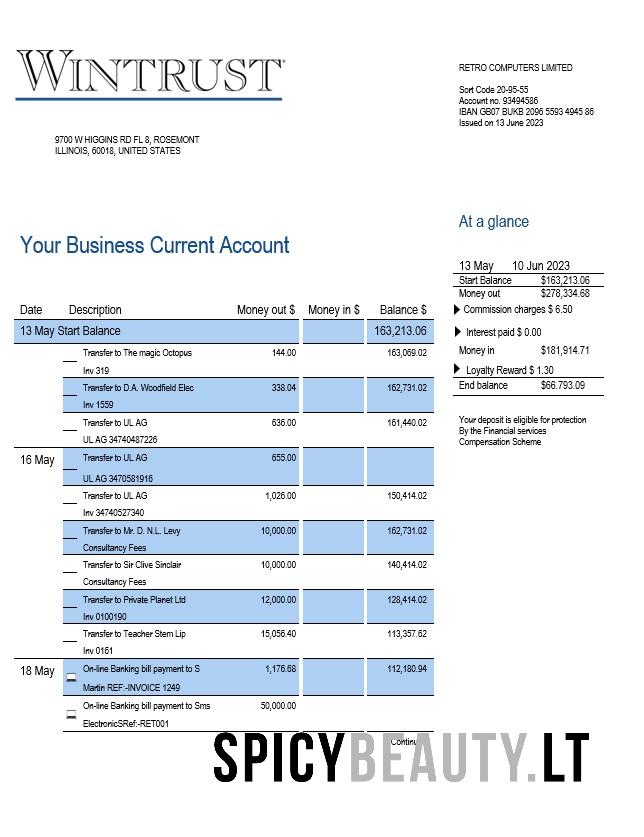 WINTRUST
RETRO COMPUTERS LIMITED
Sort Code 20-95-55
Account no. 93494586
IBAN GB07 BUKB 2096 5593 4945 86
Issued on 13 June 2023
9700 W HIGGINS RD FL 8, ROSEMONT
ILLINOIS, 60018, UNITED STATES
At a glance
Your Business Current Account
13 May 10 Jun 2023
Start Balance $163,213.06
Money out $278,334.68
Commission charges $ 6.50
Interest paid $ 0.00
Money in $181,914.71
Loyalty Reward $ 1.30
End balance $66.793.09
Your deposit is eligible for protection
By the Financial services
Compensation Scheme
Date Description Money out $ Money in $ Balance $
13 May Start Balance 163,213.06
Transfer to The magic Octopus 144.00 163,069.02
Inv 319
Transfer to D.A. Woodfield Elec 338.04 162,731.02
Inv 1559
Transfer to UL AG 636.00 161,440.02
UL AG 34740487226
16 May Transfer to UL AG 655.00
UL AG 3470581916
Transfer to UL AG 1,026.00 150,414.02
Inv 34740527340
Transfer to Mr. D. N.L. Levy 10,000.00 162,731.02
Consultancy Fees
Transfer to Sir Clive Sinclair 10,000.00 140,414.02
Consultancy Fees
Transfer to Private Planet Ltd 12,000.00 128,414.02
Inv 0100190
Transfer to Teacher Stem Lip 15,056.40 113,357.62
Inv 0161
18 May On-line Banking bill payment to S 1,176.68 112,180.94
Martin REF:-INVOICE 1249
On-line Banking bill payment to Sms 50,000.00
ElectronicSRef:-RET001
SPICYBEAUTY.LT